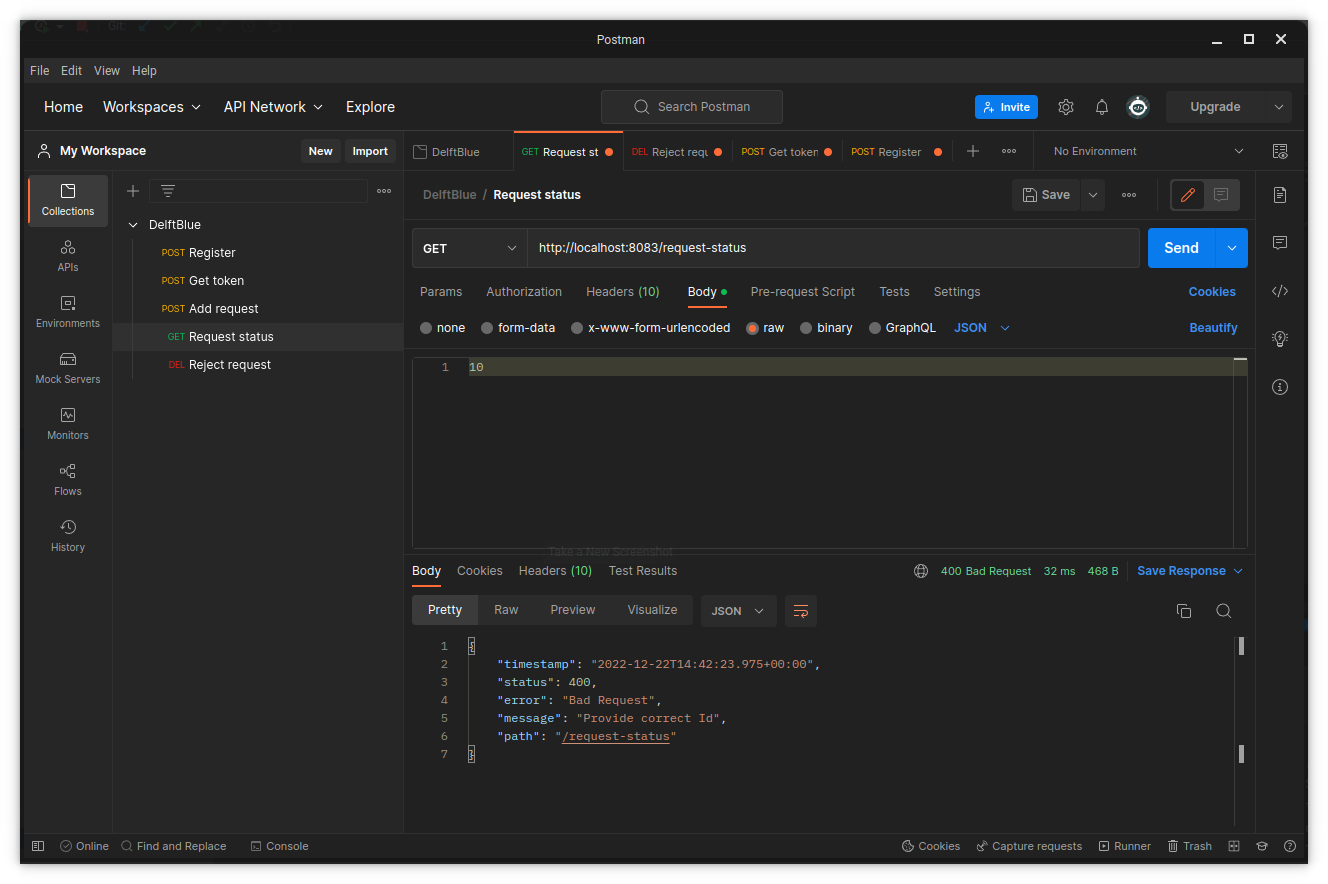 Postman
File Edit View Help
Home Workspaces API Network Explore Search Postman Invite Upgrade
My Workspace New Import
DelftBlue GET Request st DEL Reject requ POST Get token POST Register No Environment
Collections
APIs
Environments
Mock Servers
Monitors
Flows
History
DelftBlue
POST Register
POST Get token
POST Add request
GET Request status
DEL Reject request
DelftBlue / Request status Save
GET http://localhost:8083/request-status Send
Params Authorization Headers (10) Body Pre-request Script Tests Settings Cookies
none form-data x-www-form-urlencoded raw binary GraphQL JSON Beautify
1 10
Take a New Screenshot
Body Cookies Headers (10) Test Results 400 Bad Request 32 ms 468 B Save Response
Pretty Raw Preview Visualize JSON
1 {
2 "timestamp": "2022-12-22T14:42:23.975+00:00",
3 "status": 400,
4 "error": "Bad Request",
5 "message": "Provide correct Id",
6 "path": "/request-status"
7 }
Online Find and Replace Console Cookies Capture requests Runner Trash